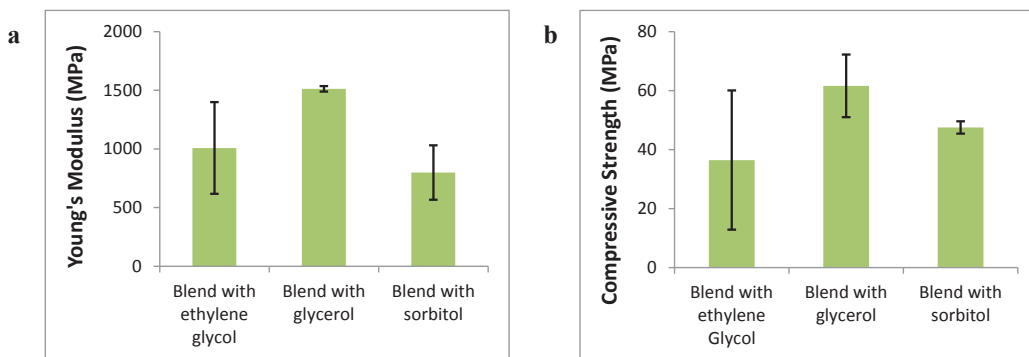 a
Young's Modulus (MPa)
2000
1500
1000
500
0
Blend with
ethylene
glycol
Blend with
glycerol
Blend with
sorbitol
b
Compressive Strength (MPa)
80
60
40
20
0
Blend with
ethylene
Glycol
Blend with
glycerol
Blend with
sorbitol